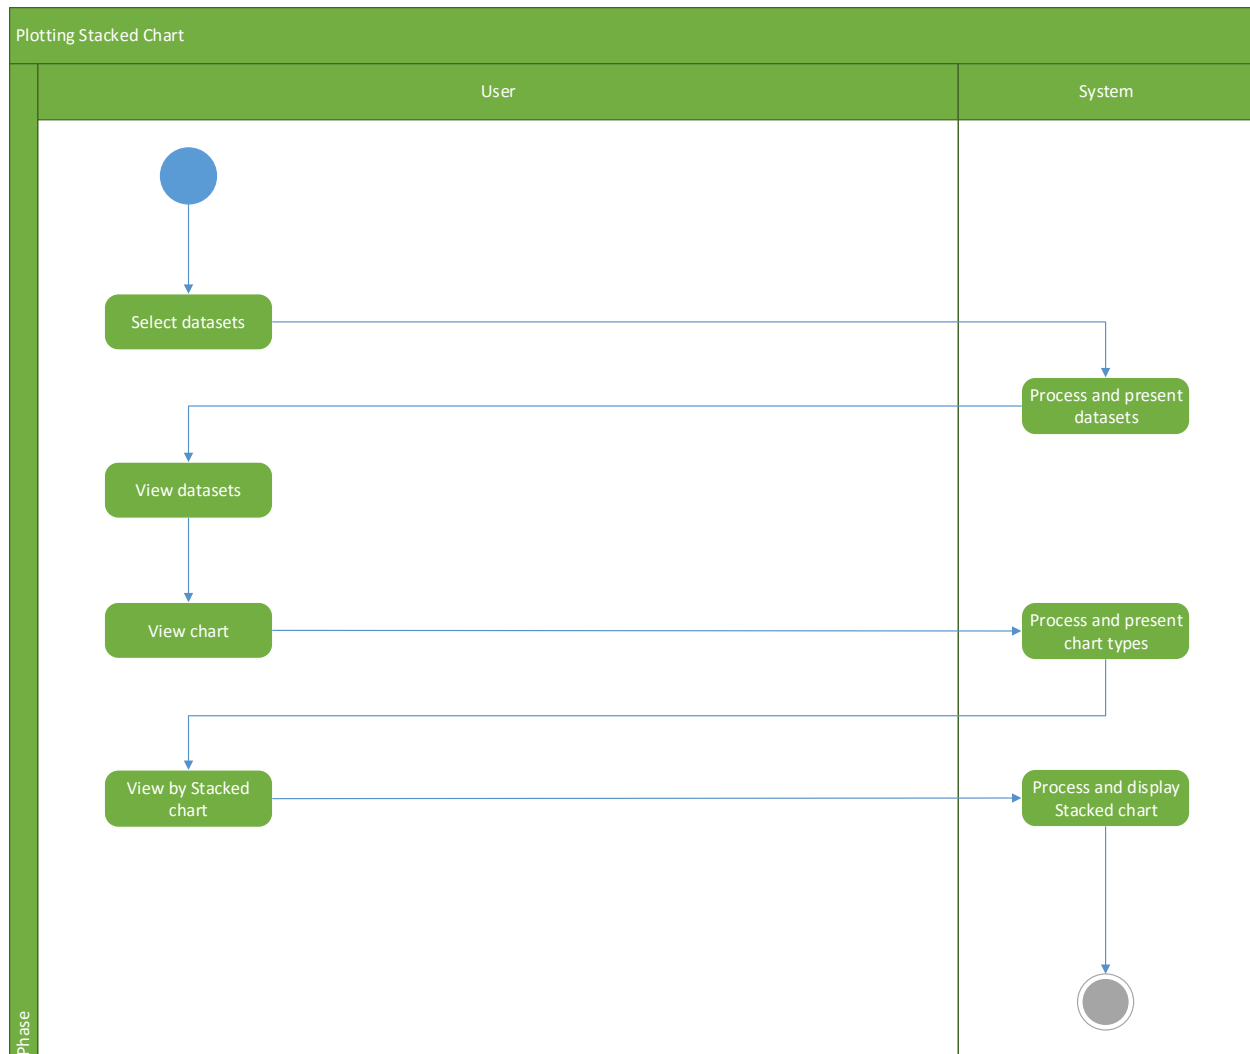 Plotting Stacked Chart
User
System
Select datasets
Process and present
datasets
View datasets
View chart
Process and present
chart types
View by Stacked
chart
Process and display
Stacked chart
Phase